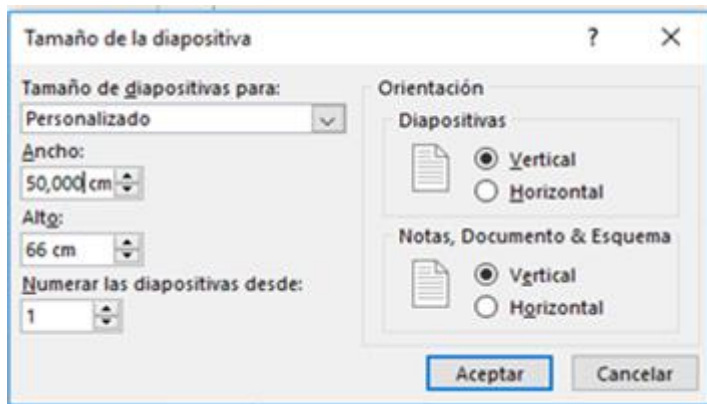 Tamaño de la diapositiva
?
Tamaño de diapositivas para:
Personalizado
Ancho:
50,000 cm
Alto:
66 cm
Numerar las diapositivas desde:
1
Orientación
Diapositivas
Vertical
Horizontal
Notas, Documento & Esquema
Vertical
Horizontal
Aceptar
Cancelar